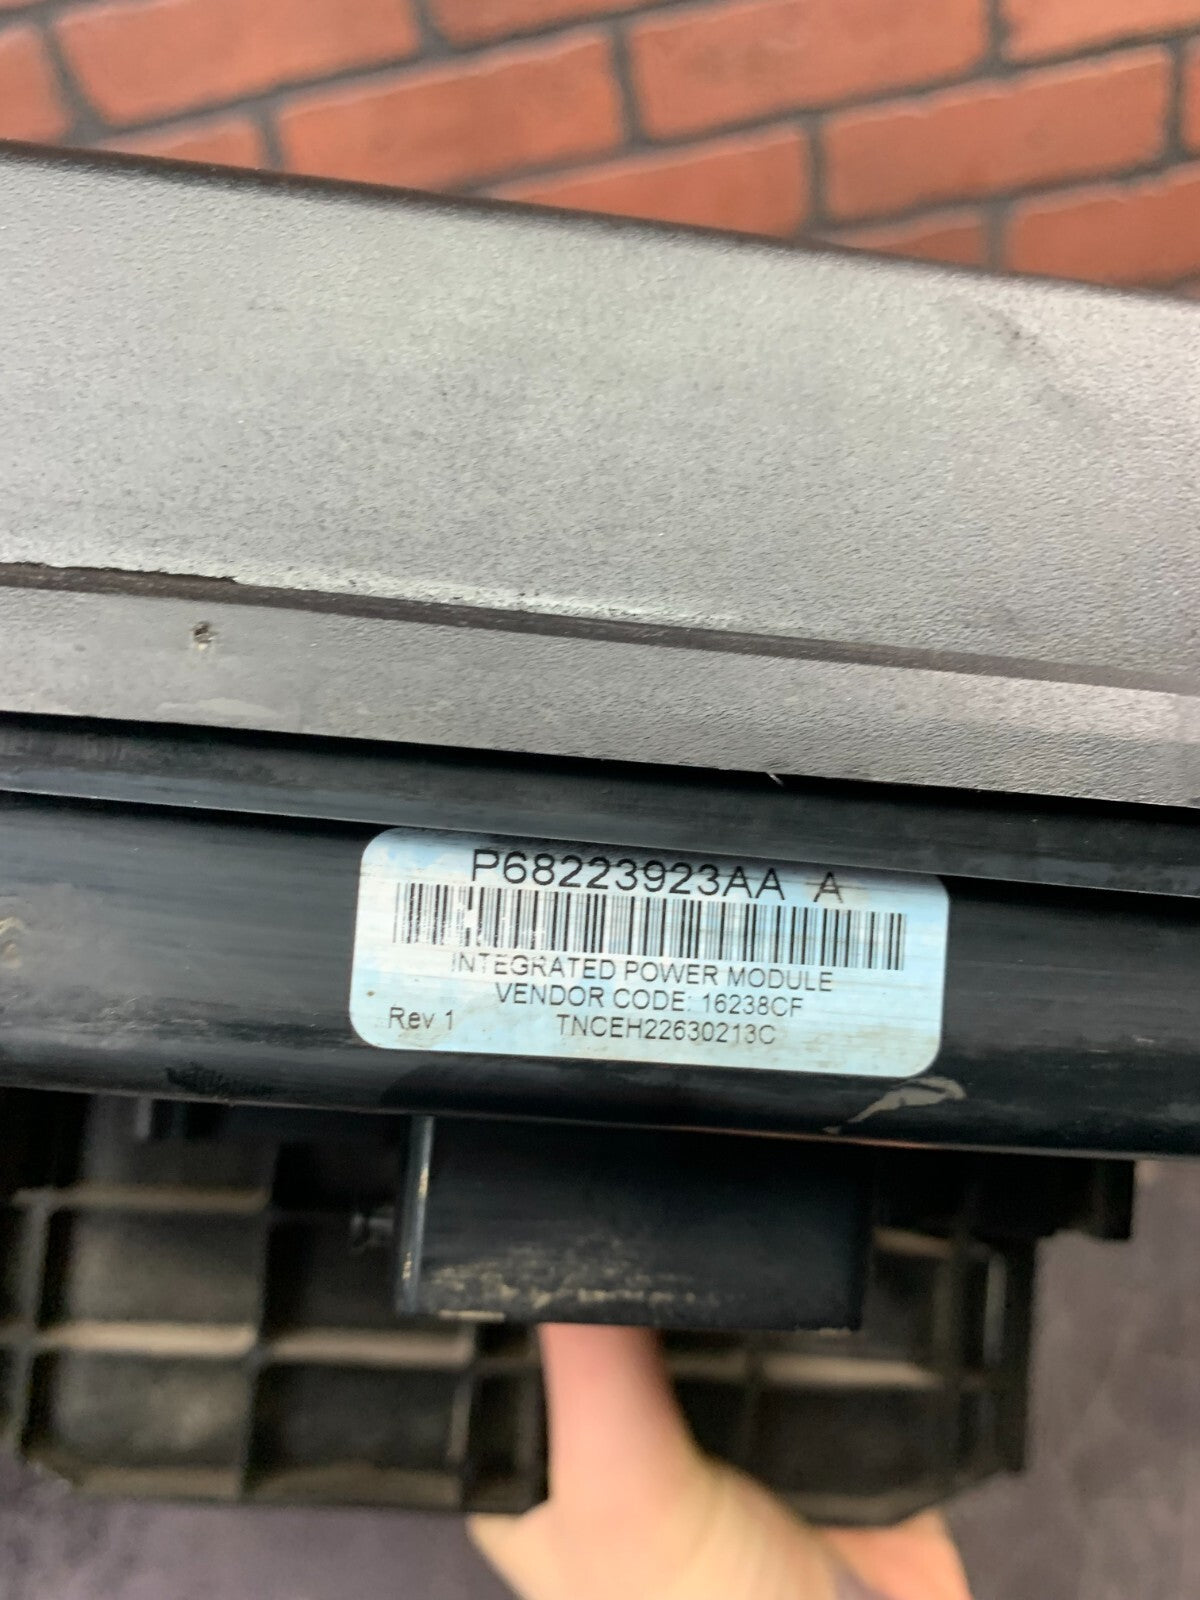 P68223923AA A
INTEGRATED POWER MODULE
VENDOR CODE: 16238CF
Rev 1 TNCEH22630213C